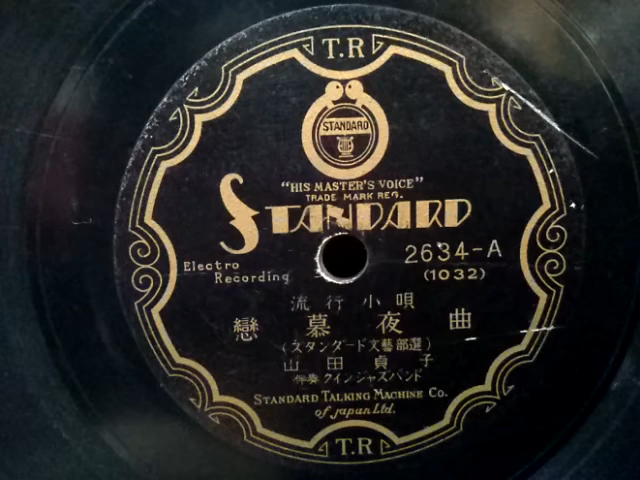 T.R
STANDARD
"HIS MASTER'S VOICE"
TRADE MARK REG.
STANDARD
2634-A
(1032)
Electro
Recording
流行小唄
戀慕夜曲
(スタンダード文藝部選)
山田貞子
伴奏クインジャズバンド
STANDARD TALKING MACHINE CO.
of japan Ltd.
T.R